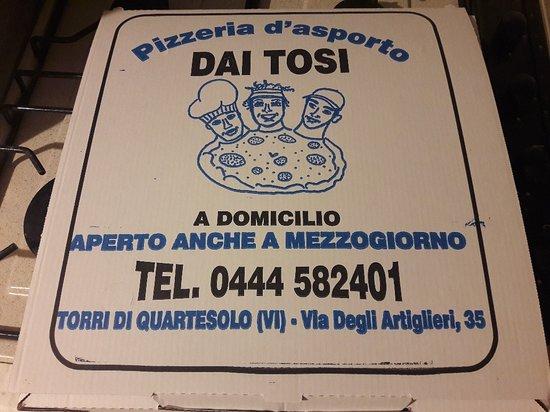 Pizzeria d'asporto
DAI TOSI
A DOMICILIO
APERTO ANCHE A MEZZOGIORNO
TEL. 0444 582401
TORRI DI QUARTESOLO (VI) - Via Degli Artiglieri, 35